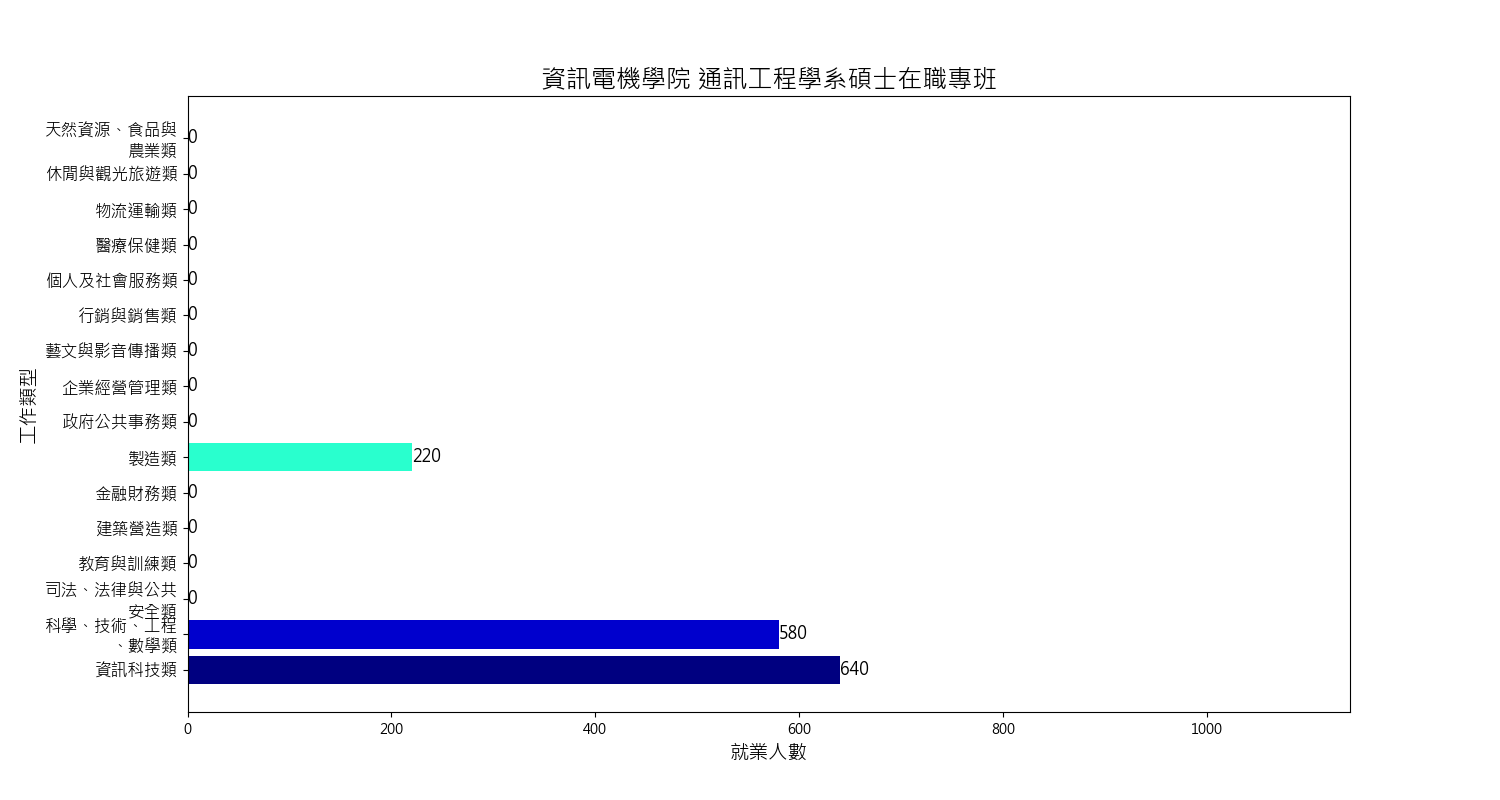 資訊電機學院 通訊工程學系碩士在職專班
天然資源、食品與
農業類
0
休閒與觀光旅遊類
0
物流運輸類
0
醫療保健類
0
個人及社會服務類
0
行銷與銷售類
0
藝文與影音傳播類
0
企業經營管理類
0
政府公共事務類
0
製造類
220
金融財務類
0
建築營造類
0
教育與訓練類
0
司法、法律與公共
安全類
0
科學、技術、工程
、數學類
580
資訊科技類
640
工作類型
0 200 400 600 800 1000
就業人數